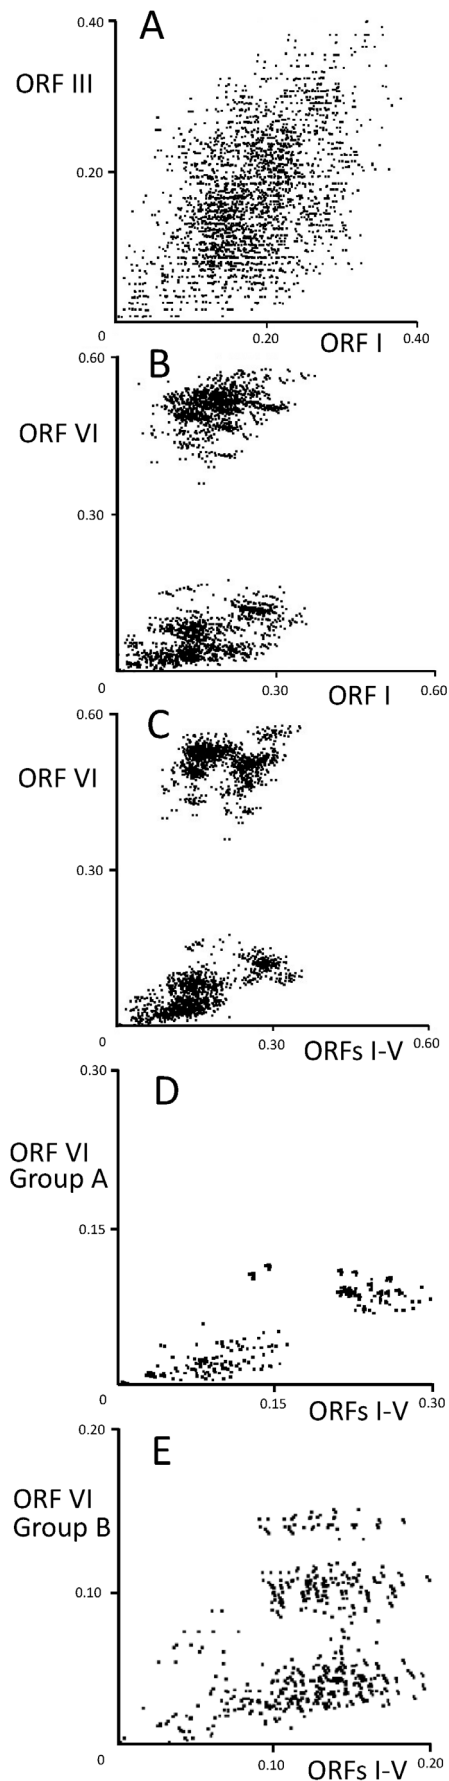 0.40
A
ORF III
0.20
0
0.20
0.40
ORF I
0.60
B
ORF VI
0.30
0
0.30
0.60
ORF I
0.60
C
ORF VI
0.30
0
0.30
0.60
ORFs I-V
0.30
D
ORF VI
Group A
0.15
0
0.15
0.30
ORFs I-V
0.20
E
ORF VI
Group B
0.10
0
0.10
0.20
ORFs I-V